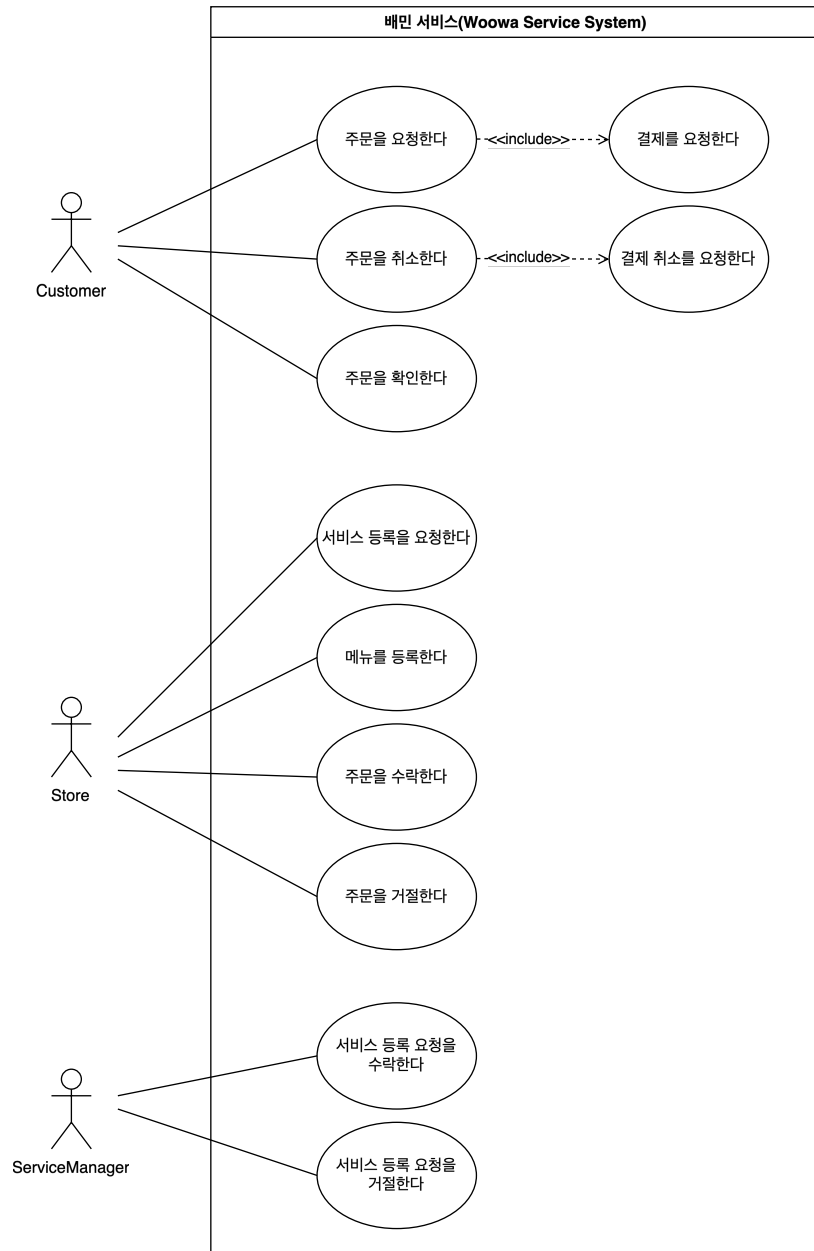 배민 서비스(Woowa Service System)
주문을 요청한다
<<include>>
결제를 요청한다
주문을 취소한다
<<include>>
결제 취소를 요청한다
Customer
주문을 확인한다
서비스 등록을 요청한다
메뉴를 등록한다
Store
주문을 수락한다
주문을 거절한다
서비스 등록 요청을
수락한다
ServiceManager
서비스 등록 요청을
거절한다